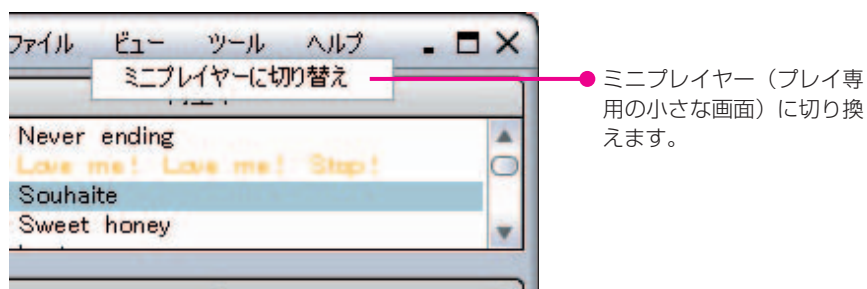 ファイル ビュー ツール ヘルプ
ミニプレイヤーに切り替え
Never ending
Love me! Love me! Stop!
Souhaite
Sweet honey
ミニプレイヤー（プレイ専
用の小さな画面）に切り換
えます。